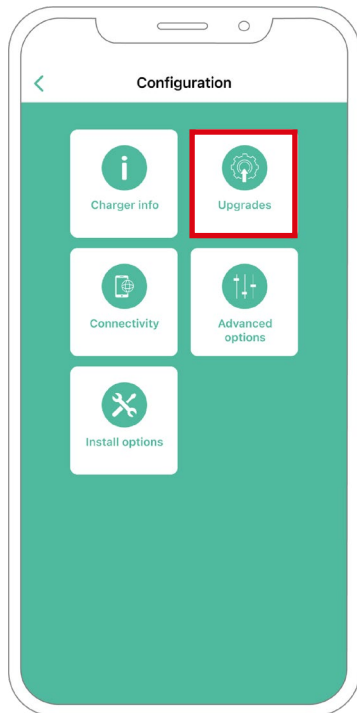 Configuration
Charger info
Upgrades
Connectivity
Advanced
options
Install options